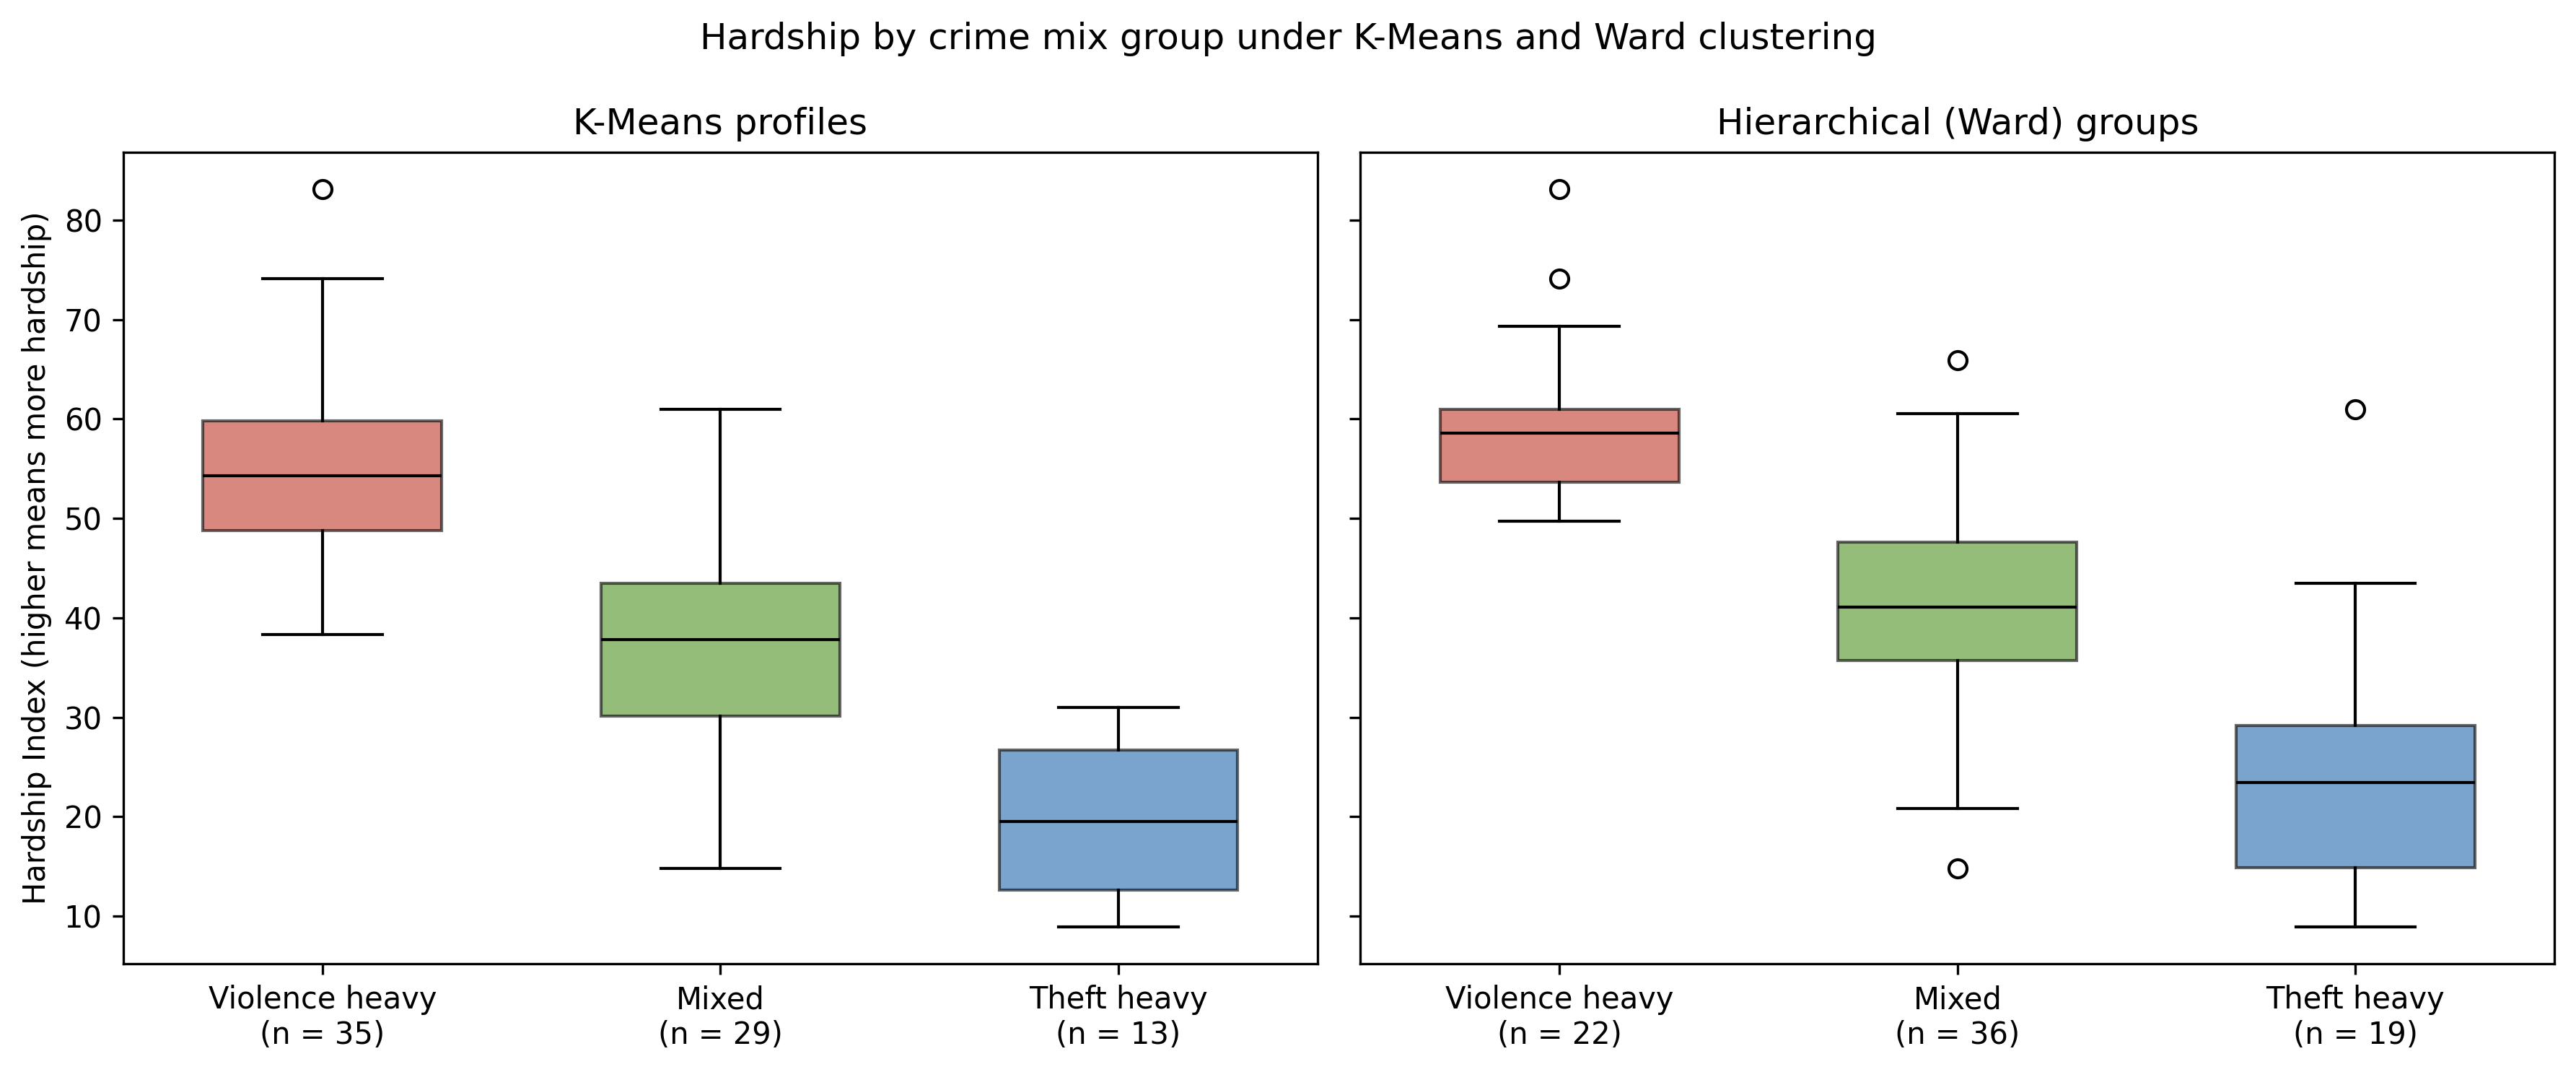 Hardship by crime mix group under K-Means and Ward clustering
K-Means profiles
Hardship Index (higher means more hardship)
80
70
60
50
40
30
20
10
Violence heavy
(n = 35)
Mixed
(n = 29)
Theft heavy
(n = 13)
Hierarchical (Ward) groups
Violence heavy
(n = 22)
Mixed
(n = 36)
Theft heavy
(n = 19)